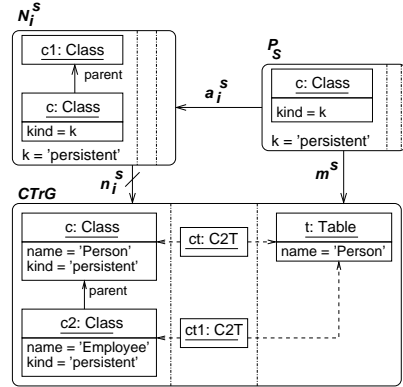 N_i^S
c1: Class
parent
c: Class
kind = k
k = 'persistent'
a_i^S
P_S
c: Class
kind = k
k = 'persistent'
n_i^S
m^S
CTrG
c: Class
name = 'Person'
kind = 'persistent'
ct: C2T
t: Table
name = 'Person'
parent
c2: Class
name = 'Employee'
kind = 'persistent'
ct1: C2T